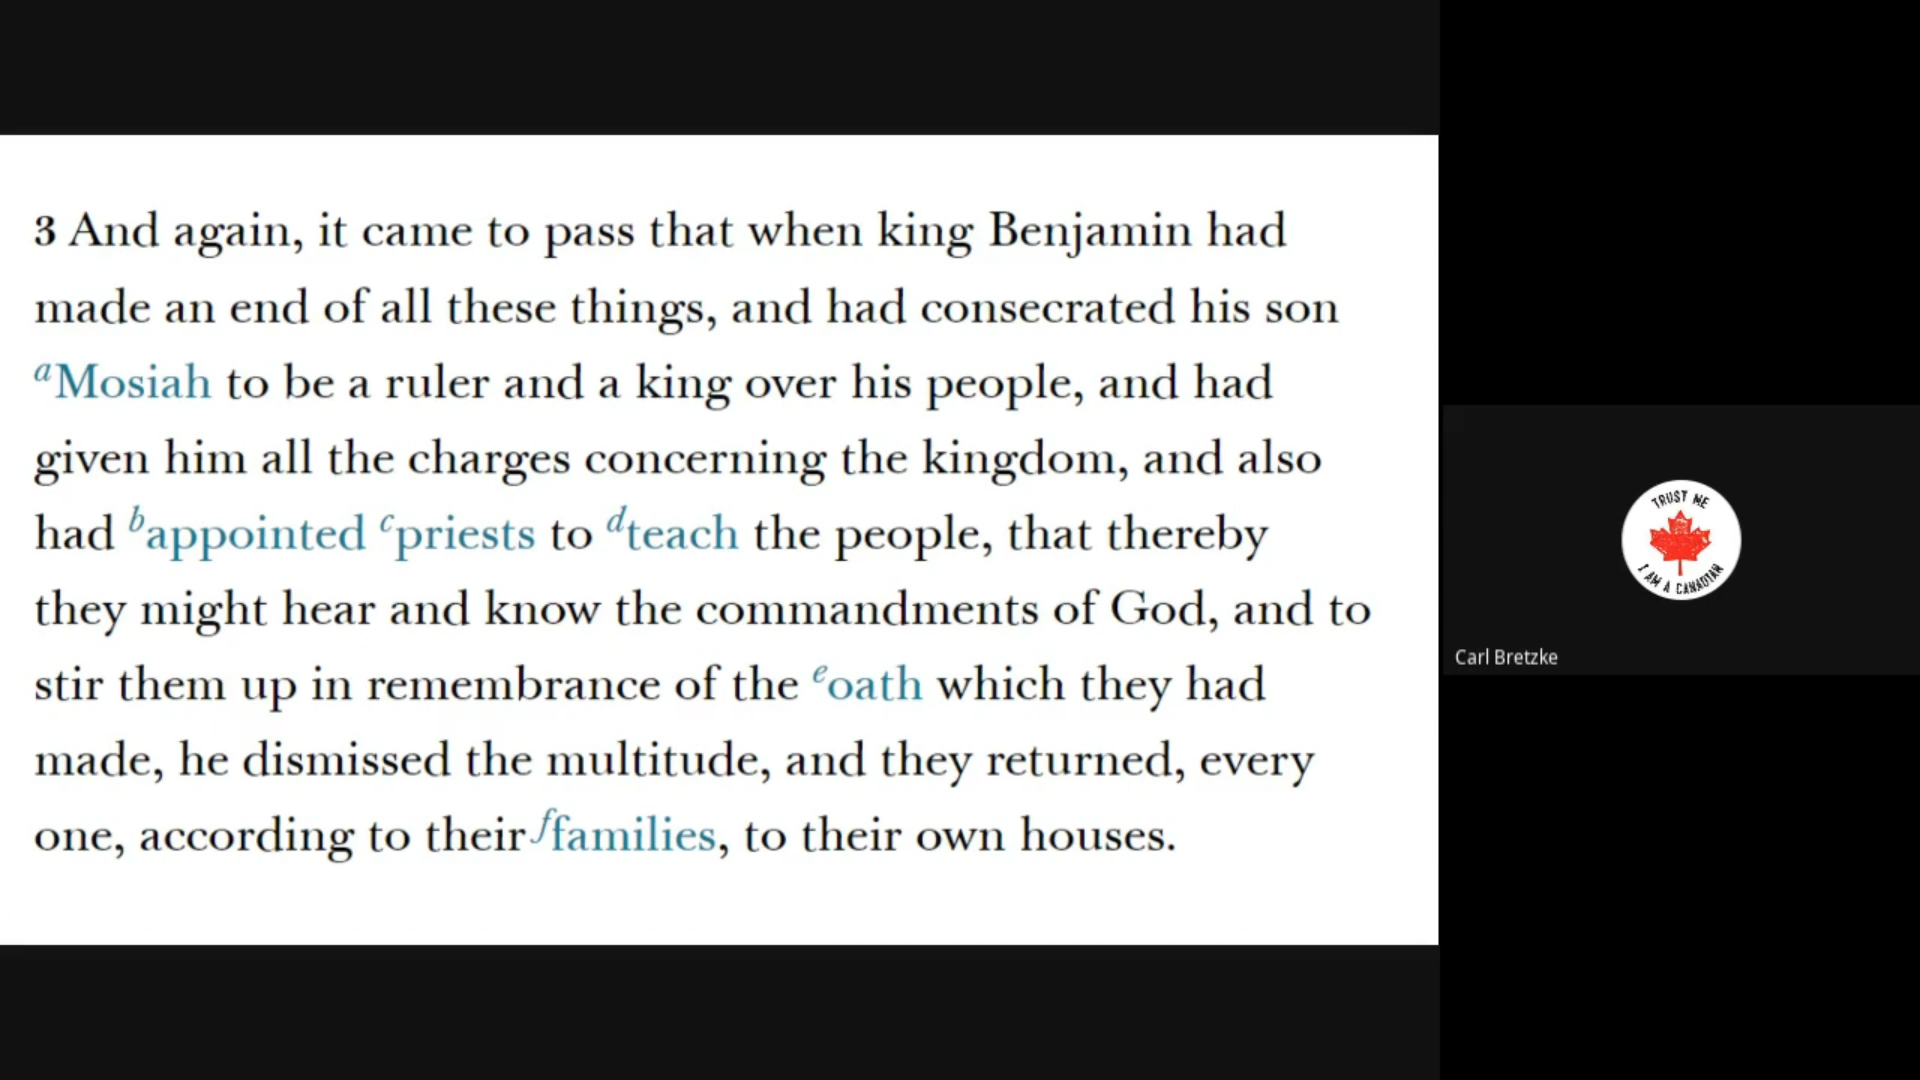 3 And again, it came to pass that when king Benjamin had
made an end of all these things, and had consecrated his son
aMosiah to be a ruler and a king over his people, and had
given him all the charges concerning the kingdom, and also
had bappointed cpriests to dteach the people, that thereby
they might hear and know the commandments of God, and to
stir them up in remembrance of the eoath which they had
made, he dismissed the multitude, and they returned, every
one, according to their ffamilies, to their own houses.
TRUST ME
I AM A CANADIAN
Carl Bretzke